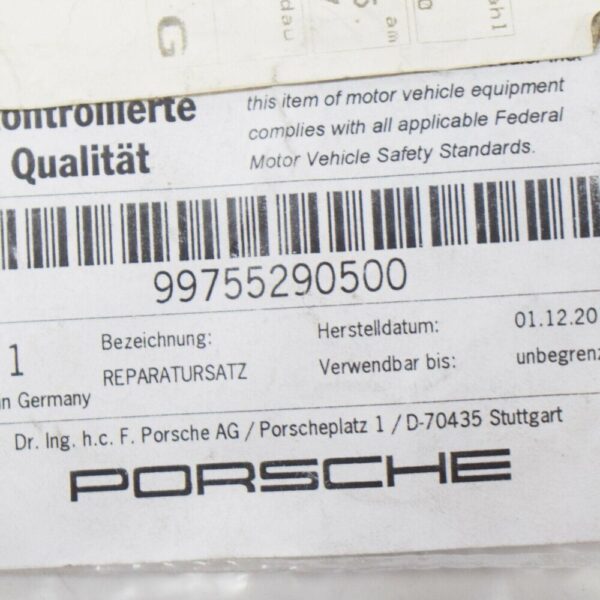 G
this item of motor vehicle equipment
complies with all applicable Federal
Motor Vehicle Safety Standards.
Qualität
99755290500
1
Bezeichnung:
REPARATURSATZ
Herstelldatum:
01.12.20
Verwendbar bis:
unbegrenz
in Germany
Dr. Ing. h.c. F. Porsche AG / Porscheplatz 1 / D-70435 Stuttgart
PORSCHE